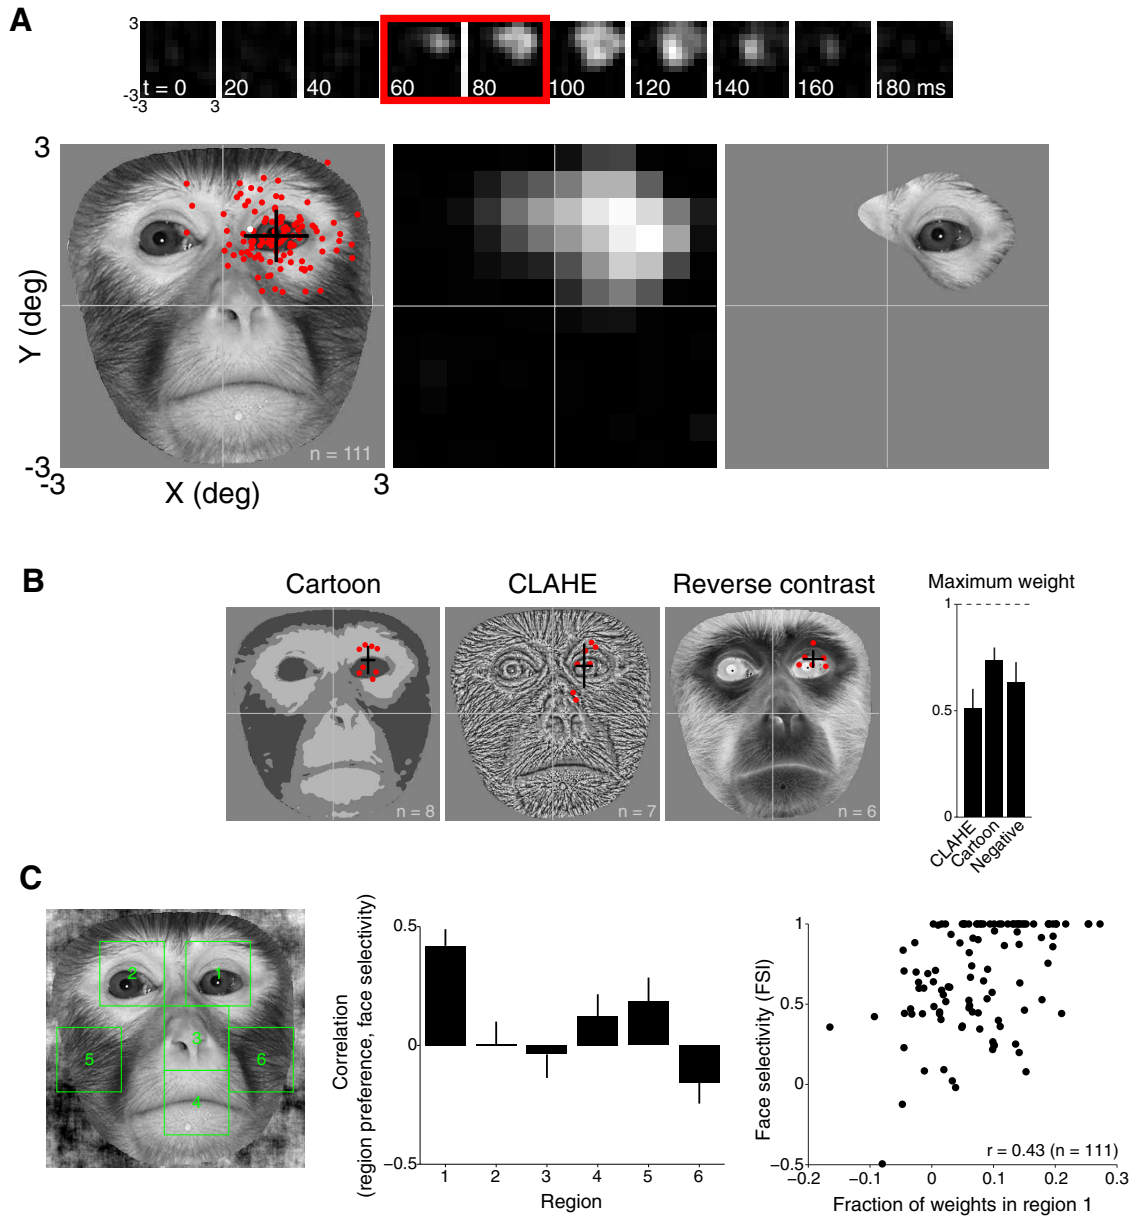 A
3
-3
-3 3
t = 0 20 40 60 80 100 120 140 160 180 ms
3
Y (deg)
-3
-3
X (deg)
3
n = 111
B
Cartoon
CLAHE
Reverse contrast
n = 8
n = 7
n = 6
Maximum weight
1
0.5
0
CLAHE
Cartoon
Negative
C
2
1
3
5
6
4
Correlation
(region preference, face selectivity)
0.5
0
−0.5
1 2 3 4 5 6
Region
Face selectivity (FSI)
1
0.5
0
−0.5
r = 0.43 (n = 111)
−0.2 −0.1 0 0.1 0.2 0.3
Fraction of weights in region 1